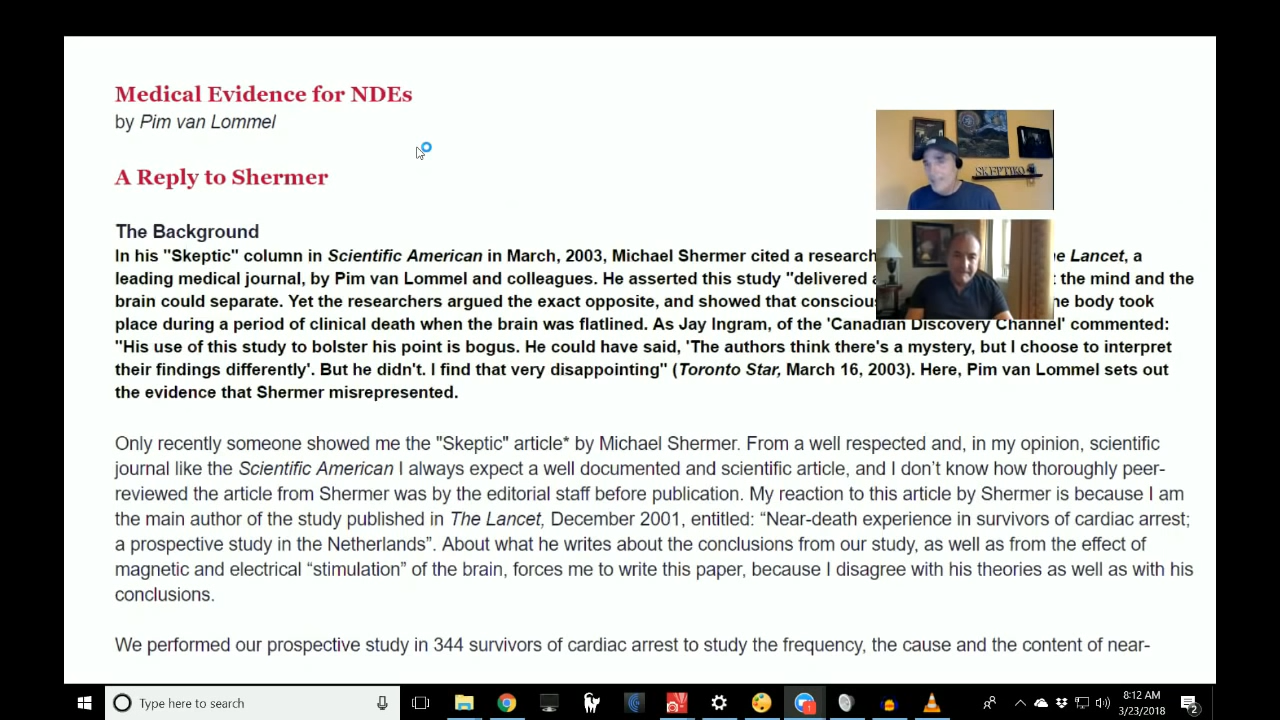 Medical Evidence for NDEs
by Pim van Lommel
A Reply to Shermer
SKEPTIKO
The Background
In his "Skeptic" column in Scientific American in March, 2003, Michael Shermer cited a research he Lancet, a
leading medical journal, by Pim van Lommel and colleagues. He asserted this study "delivered a t the mind and the
brain could separate. Yet the researchers argued the exact opposite, and showed that conscious he body took
place during a period of clinical death when the brain was flatlined. As Jay Ingram, of the 'Canadian Discovery Channel' commented:
"His use of this study to bolster his point is bogus. He could have said, 'The authors think there's a mystery, but I choose to interpret
their findings differently'. But he didn't. I find that very disappointing" (Toronto Star, March 16, 2003). Here, Pim van Lommel sets out
the evidence that Shermer misrepresented.
Only recently someone showed me the "Skeptic" article* by Michael Shermer. From a well respected and, in my opinion, scientific
journal like the Scientific American I always expect a well documented and scientific article, and I don't know how thoroughly peer-
reviewed the article from Shermer was by the editorial staff before publication. My reaction to this article by Shermer is because I am
the main author of the study published in The Lancet, December 2001, entitled: “Near-death experience in survivors of cardiac arrest;
a prospective study in the Netherlands”. About what he writes about the conclusions from our study, as well as from the effect of
magnetic and electrical “stimulation” of the brain, forces me to write this paper, because I disagree with his theories as well as with his
conclusions.
We performed our prospective study in 344 survivors of cardiac arrest to study the frequency, the cause and the content of near-
Type here to search
8:12 AM
3/23/2018
2